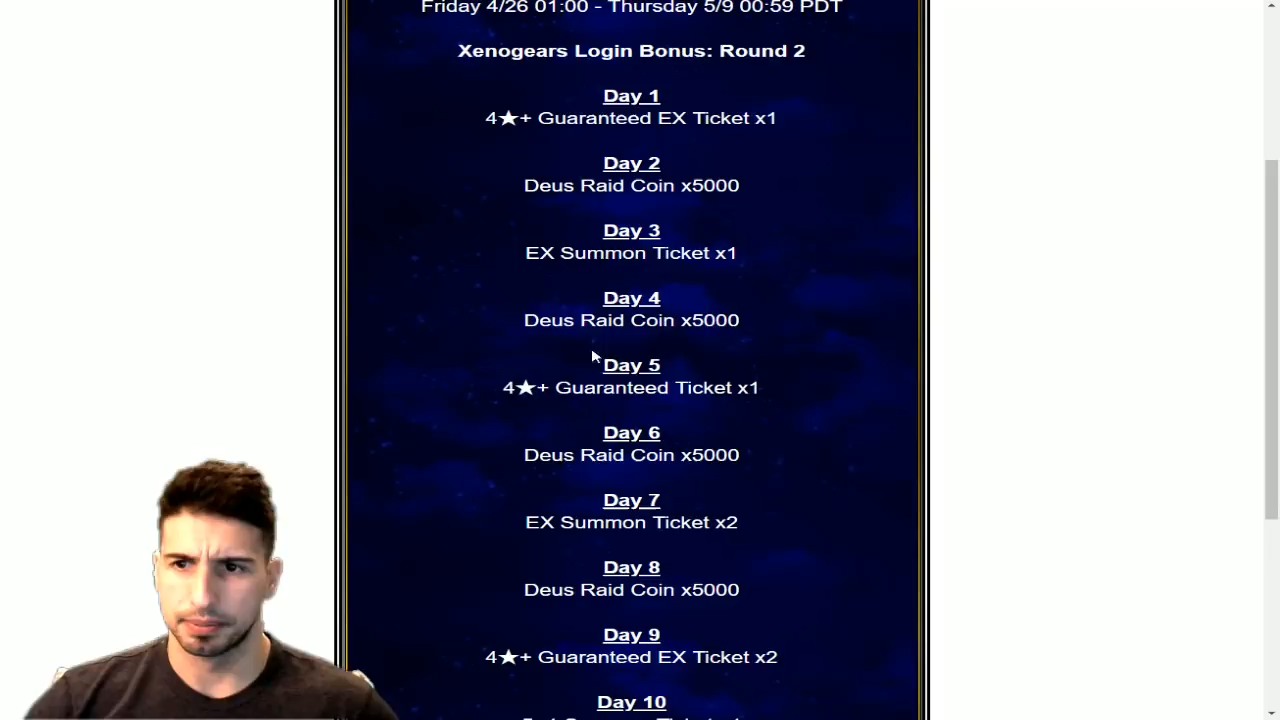 Friday 4/26 01:00 - Thursday 5/9 00:59 PDT
Xenogears Login Bonus: Round 2
Day 1
4★+ Guaranteed EX Ticket x1
Day 2
Deus Raid Coin x5000
Day 3
EX Summon Ticket x1
Day 4
Deus Raid Coin x5000
Day 5
4★+ Guaranteed Ticket x1
Day 6
Deus Raid Coin x5000
Day 7
EX Summon Ticket x2
Day 8
Deus Raid Coin x5000
Day 9
4★+ Guaranteed EX Ticket x2
Day 10